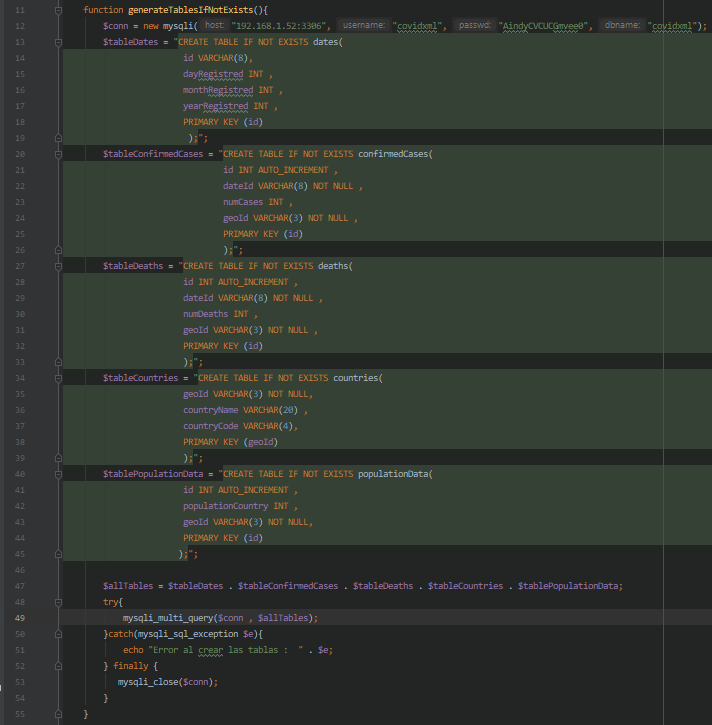 11 function generateTablesIfNotExists(){
12 $conn = new mysqli( host: "192.168.1.52:3306", username: "covidxml", passwd: "AindyCVCUCGmvee0", dbname: "covidxml");
13 $tableDates = "CREATE TABLE IF NOT EXISTS dates(
14 id VARCHAR(8),
15 dayRegistred INT ,
16 monthRegistred INT ,
17 yearRegistred INT ,
18 PRIMARY KEY (id)
19 );";
20 $tableConfirmedCases = "CREATE TABLE IF NOT EXISTS confirmedCases(
21 id INT AUTO_INCREMENT ,
22 dateId VARCHAR(8) NOT NULL ,
23 numCases INT ,
24 geoId VARCHAR(3) NOT NULL ,
25 PRIMARY KEY (id)
26 );";
27 $tableDeaths = "CREATE TABLE IF NOT EXISTS deaths(
28 id INT AUTO_INCREMENT ,
29 dateId VARCHAR(8) NOT NULL ,
30 numDeaths INT ,
31 geoId VARCHAR(3) NOT NULL ,
32 PRIMARY KEY (id)
33 );";
34 $tableCountries = "CREATE TABLE IF NOT EXISTS countries(
35 geoId VARCHAR(3) NOT NULL,
36 countryName VARCHAR(20) ,
37 countryCode VARCHAR(4),
38 PRIMARY KEY (geoId)
39 );";
40 $tablePopulationData = "CREATE TABLE IF NOT EXISTS populationData(
41 id INT AUTO_INCREMENT ,
42 populationCountry INT ,
43 geoId VARCHAR(3) NOT NULL,
44 PRIMARY KEY (id)
45 );";
46
47 $allTables = $tableDates . $tableConfirmedCases . $tableDeaths . $tableCountries . $tablePopulationData;
48 try{
49 mysqli_multi_query($conn , $allTables);
50 }catch(mysqli_sql_exception $e){
51 echo "Error al crear las tablas :  " . $e;
52 } finally {
53 mysqli_close($conn);
54 }
55 }